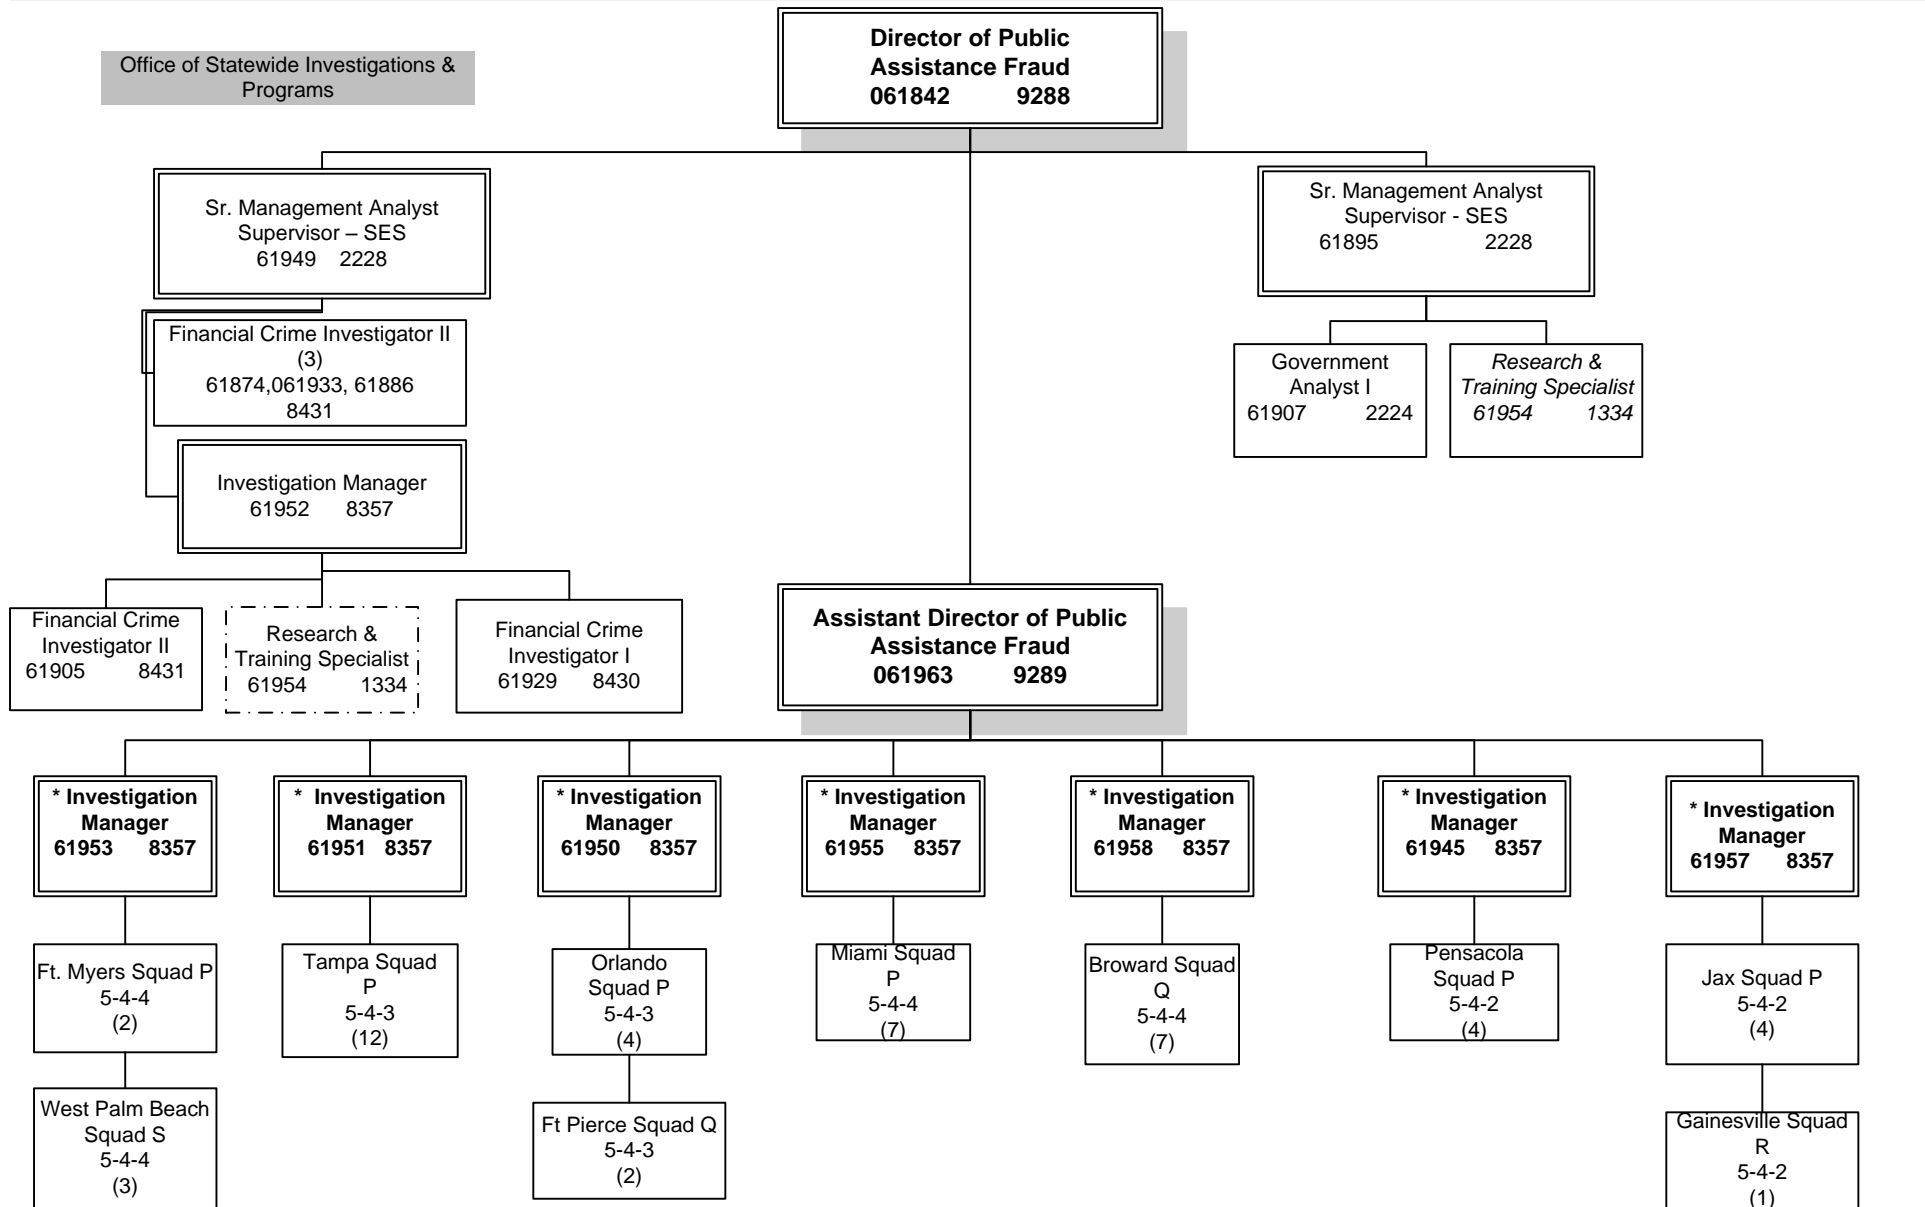 Office of Statewide Investigations &
Programs
Director of Public
Assistance Fraud
061842 9288
Sr. Management Analyst
Supervisor – SES
61949 2228
Sr. Management Analyst
Supervisor - SES
61895 2228
Financial Crime Investigator II
(3)
61874,061933, 61886
8431
Government
Analyst I
61907 2224
Research &
Training Specialist
61954 1334
Investigation Manager
61952 8357
Financial Crime
Investigator II
61905 8431
Research &
Training Specialist
61954 1334
Financial Crime
Investigator I
61929 8430
Assistant Director of Public
Assistance Fraud
061963 9289
* Investigation
Manager
61953 8357
* Investigation
Manager
61951 8357
* Investigation
Manager
61950 8357
* Investigation
Manager
61955 8357
* Investigation
Manager
61958 8357
* Investigation
Manager
61945 8357
* Investigation
Manager
61957 8357
Ft. Myers Squad P
5-4-4
(2)
Tampa Squad
P
5-4-3
(12)
Orlando
Squad P
5-4-3
(4)
Miami Squad
P
5-4-4
(7)
Broward Squad
Q
5-4-4
(7)
Pensacola
Squad P
5-4-2
(4)
Jax Squad P
5-4-2
(4)
West Palm Beach
Squad S
5-4-4
(3)
Ft Pierce Squad Q
5-4-3
(2)
Gainesville Squad
R
5-4-2
(1)